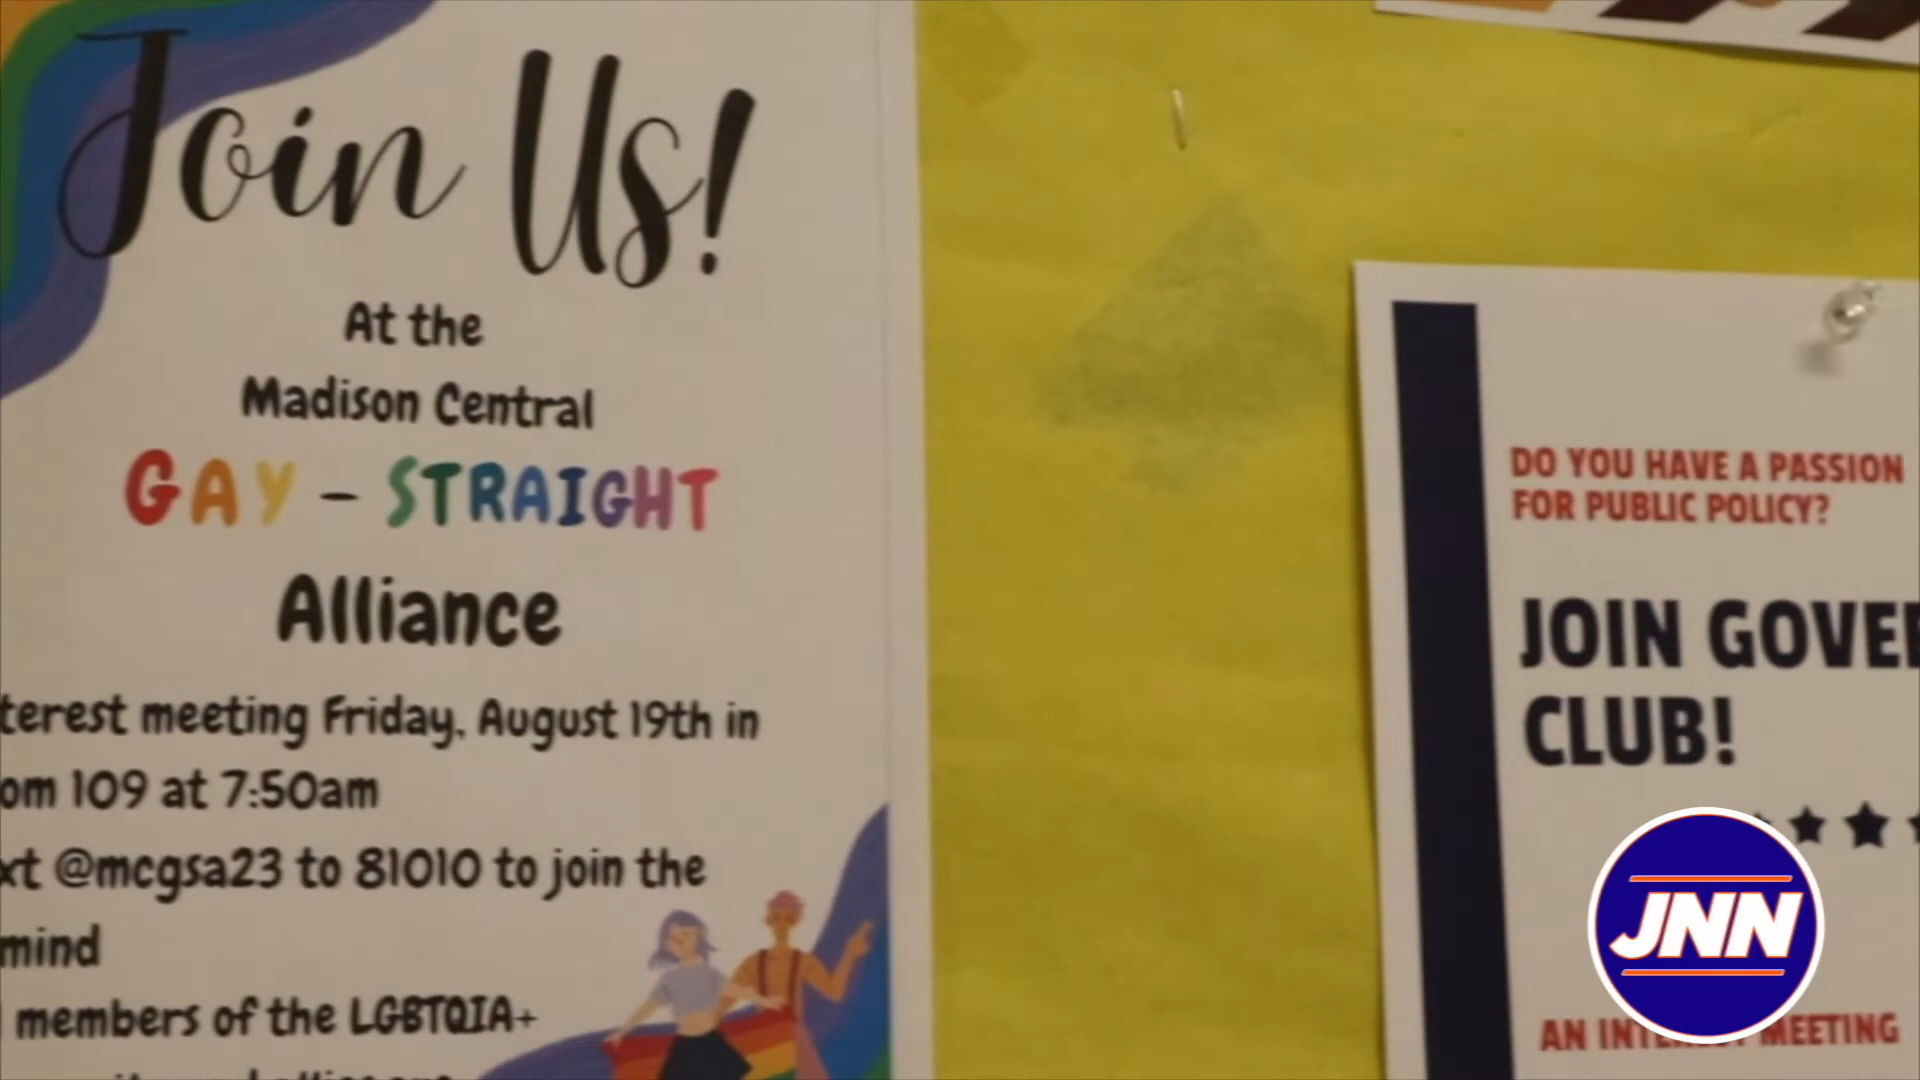 Join Us!
At the
Madison Central
GAY - STRAIGHT
Alliance
terest meeting Friday, August 19th in
om 109 at 7:50am
xt @mcgsa23 to 81010 to join the
mind
members of the LGBTQIA+
DO YOU HAVE A PASSION
FOR PUBLIC POLICY?
JOIN GOVE
CLUB!
JNN
AN MEETING